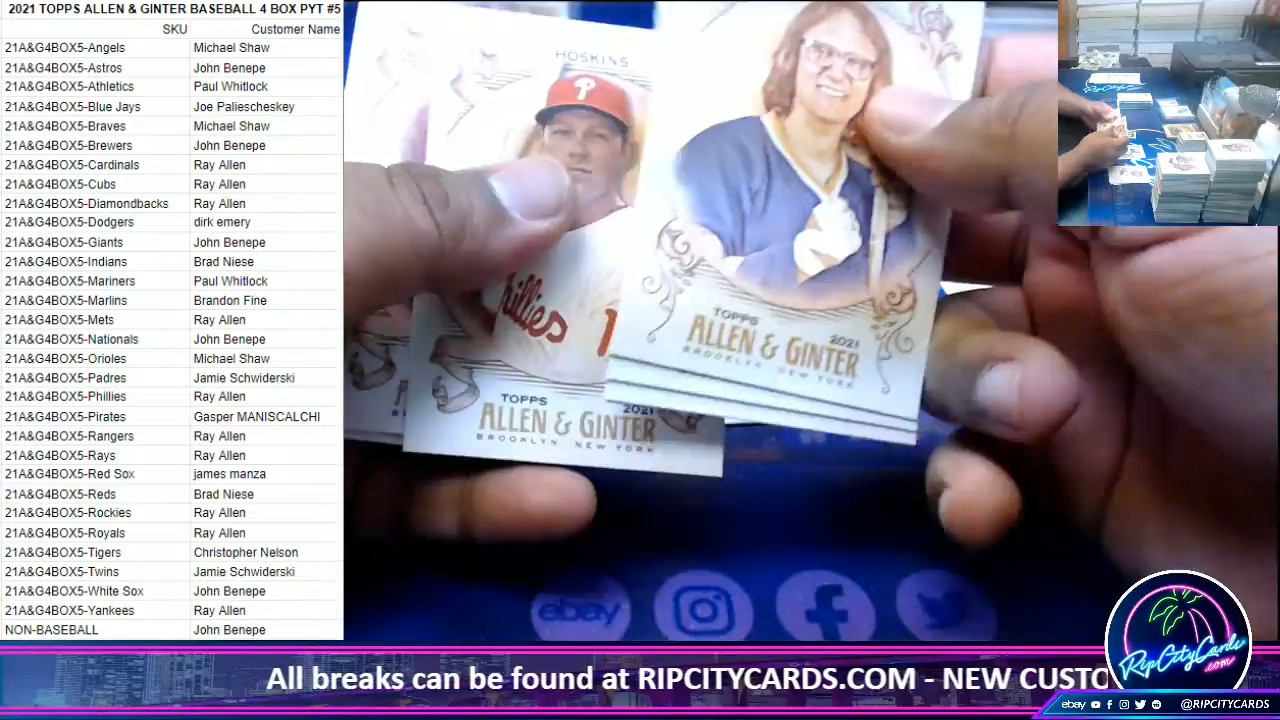 2021 TOPPS ALLEN & GINTER BASEBALL 4 BOX PYT #5
SKU Customer Name
21A&G4BOX5-Angels Michael Shaw
21A&G4BOX5-Astros John Benepe
21A&G4BOX5-Athletics Paul Whitlock
21A&G4BOX5-Blue Jays Joe Paliescheskey
21A&G4BOX5-Braves Michael Shaw
21A&G4BOX5-Brewers John Benepe
21A&G4BOX5-Cardinals Ray Allen
21A&G4BOX5-Cubs Ray Allen
21A&G4BOX5-Diamondbacks Ray Allen
21A&G4BOX5-Dodgers dirk emery
21A&G4BOX5-Giants John Benepe
21A&G4BOX5-Indians Brad Niese
21A&G4BOX5-Mariners Paul Whitlock
21A&G4BOX5-Marlins Brandon Fine
21A&G4BOX5-Mets Ray Allen
21A&G4BOX5-Nationals John Benepe
21A&G4BOX5-Orioles Michael Shaw
21A&G4BOX5-Padres Jamie Schwiderski
21A&G4BOX5-Phillies Ray Allen
21A&G4BOX5-Pirates Gasper MANISCALCHI
21A&G4BOX5-Rangers Ray Allen
21A&G4BOX5-Rays Ray Allen
21A&G4BOX5-Red Sox james manza
21A&G4BOX5-Reds Brad Niese
21A&G4BOX5-Rockies Ray Allen
21A&G4BOX5-Royals Ray Allen
21A&G4BOX5-Tigers Christopher Nelson
21A&G4BOX5-Twins Jamie Schwiderski
21A&G4BOX5-White Sox John Benepe
21A&G4BOX5-Yankees Ray Allen
NON-BASEBALL John Benepe
HOSKINS
P
Phillies 1
TOPPS 2021
ALLEN & GINTER
BROOKLYN NEW YORK
TOPPS 2021
ALLEN & GINTER
BROOKLYN NEW YORK
ebay
RipCityCards
.com
All breaks can be found at RIPCITYCARDS.COM - NEW CUSTO
ebay @RIPCITYCARDS